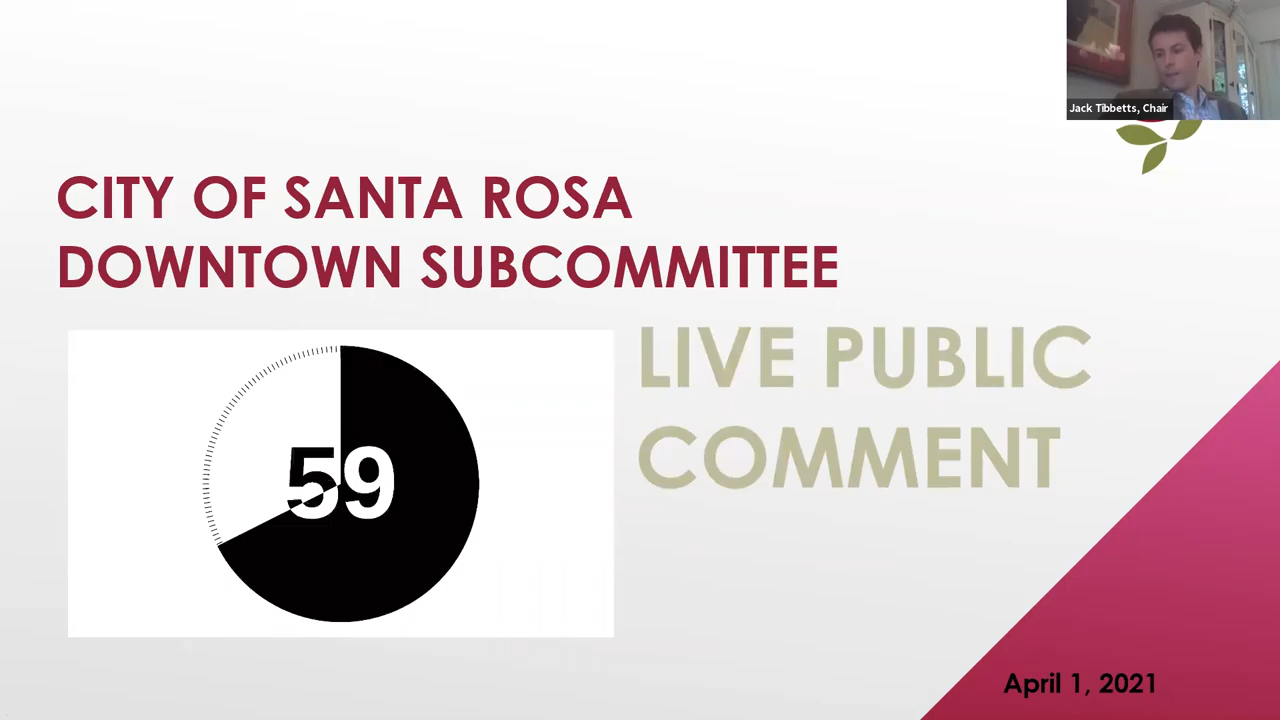 Jack Tibbetts, Chair
CITY OF SANTA ROSA
DOWNTOWN SUBCOMMITTEE
LIVE PUBLIC
COMMENT
59
April 1, 2021